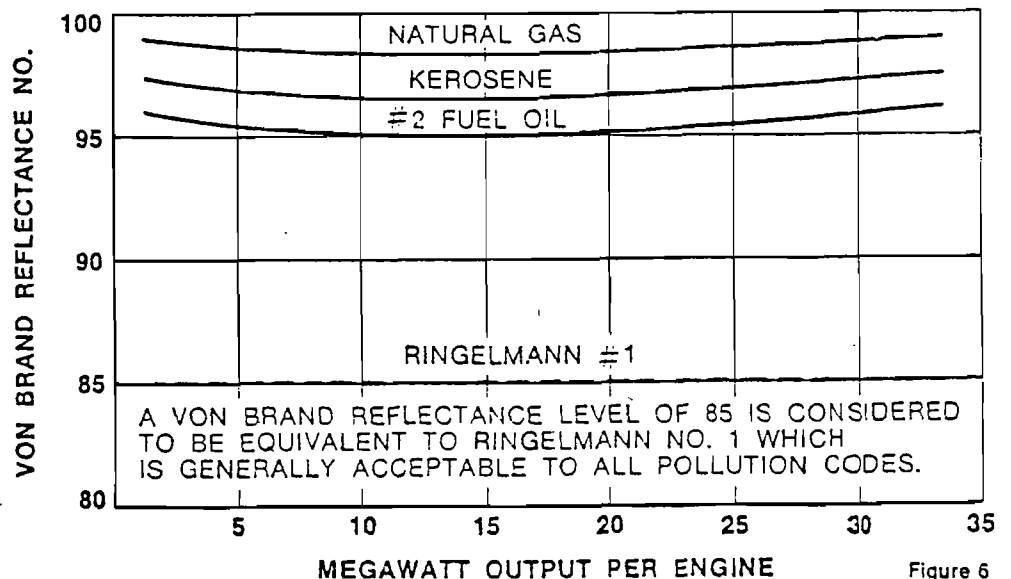 VON BRAND REFLECTANCE NO.
100
95
90
85
80
NATURAL GAS
KEROSENE
#2 FUEL OIL
RINGELMANN #1
A VON BRAND REFLECTANCE LEVEL OF 85 IS CONSIDERED
TO BE EQUIVALENT TO RINGELMANN NO. 1 WHICH
IS GENERALLY ACCEPTABLE TO ALL POLLUTION CODES.
5 10 15 20 25 30 35
MEGAWATT OUTPUT PER ENGINE
Figure 6